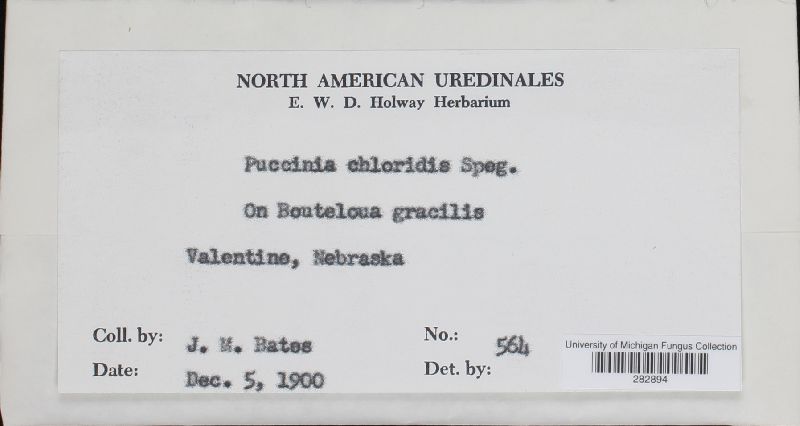 NORTH AMERICAN UREDINALES
E. W. D. Holway Herbarium
Puccinia chloridis Speg.
On Bouteloua gracilis
Valentine, Nebraska
Coll. by: J. M. Bates No.: 564
Date: Dec. 5, 1900 Det. by:
University of Michigan Fungus Collection
282894